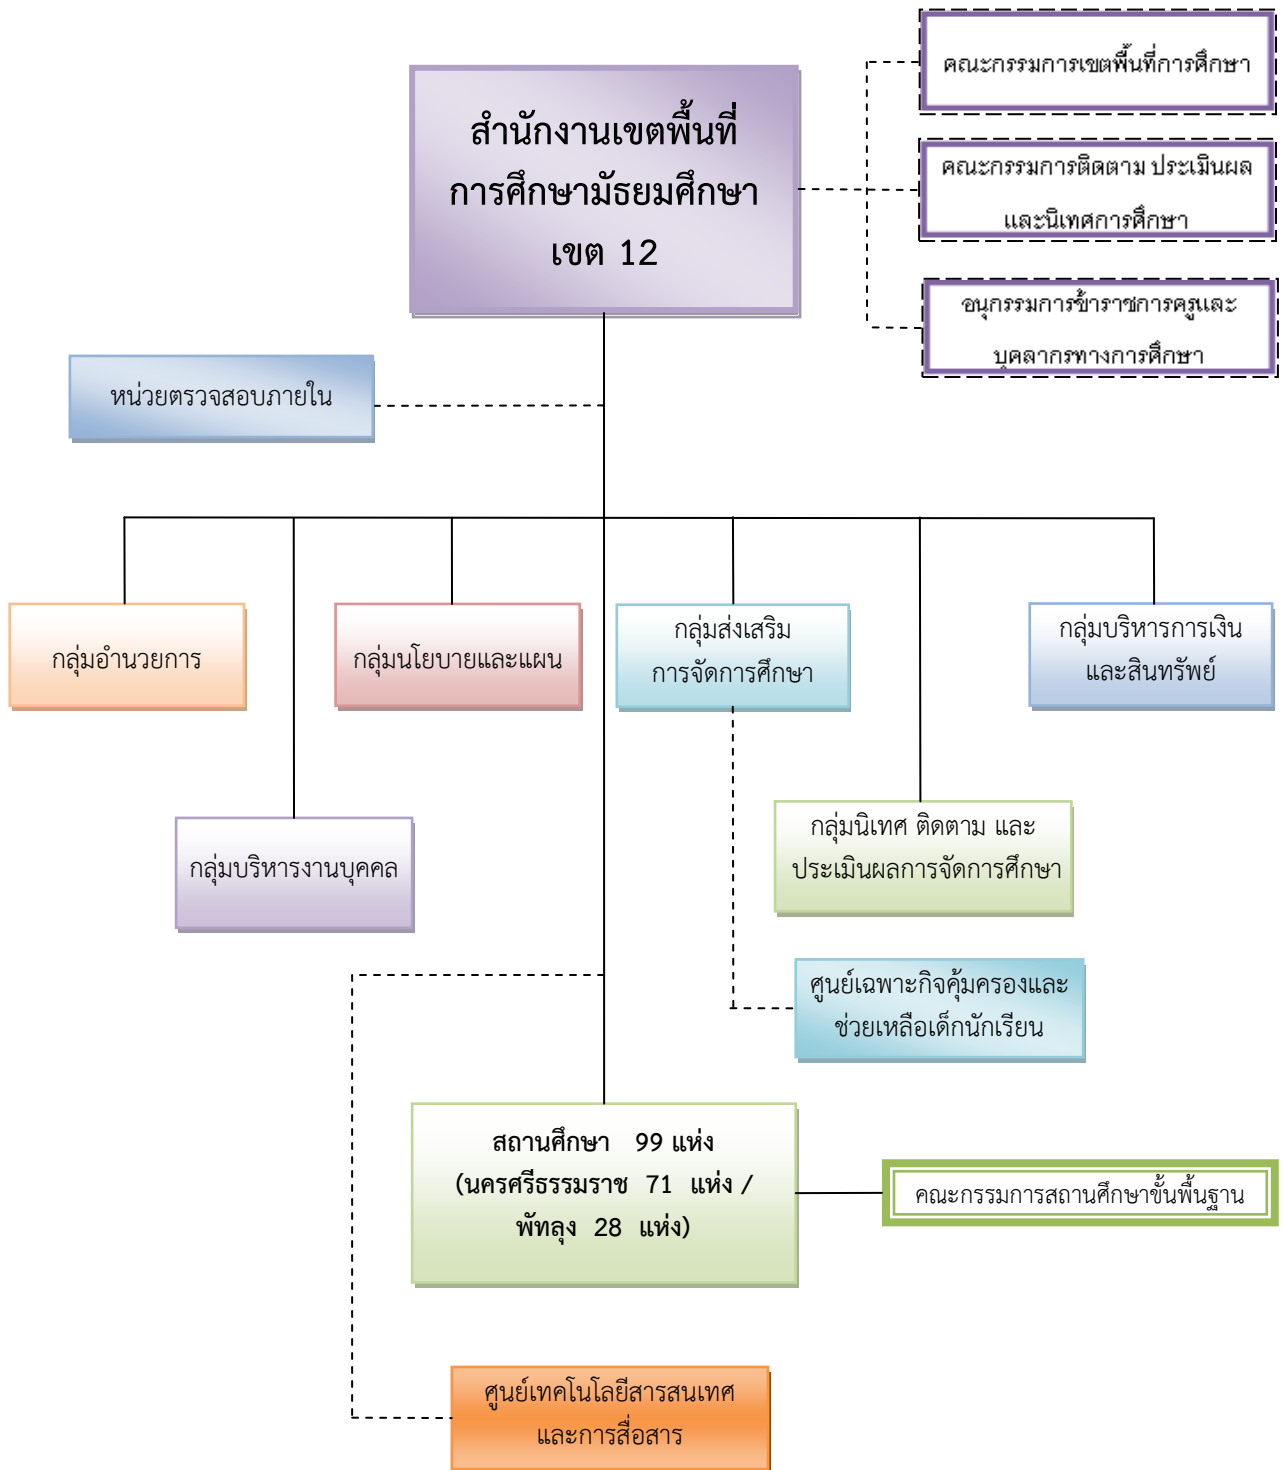 สำนักงานเขตพื้นที่
การศึกษามัธยมศึกษา
เขต 12
คณะกรรมการเขตพื้นที่การศึกษา
คณะกรรมการติดตาม ประเมินผล
และนิเทศการศึกษา
อนุกรรมการข้าราชการครูและ
บุคลากรทางการศึกษา
หน่วยตรวจสอบภายใน
กลุ่มอำนวยการ
กลุ่มนโยบายและแผน
กลุ่มส่งเสริม
การจัดการศึกษา
กลุ่มบริหารการเงิน
และสินทรัพย์
กลุ่มบริหารงานบุคคล
กลุ่มนิเทศ ติดตาม และ
ประเมินผลการจัดการศึกษา
ศูนย์เฉพาะกิจคุ้มครองและ
ช่วยเหลือเด็กนักเรียน
สถานศึกษา 99 แห่ง
(นครศรีธรรมราช 71 แห่ง /
พัทลุง 28 แห่ง)
คณะกรรมการสถานศึกษาขั้นพื้นฐาน
ศูนย์เทคโนโลยีสารสนเทศ
และการสื่อสาร